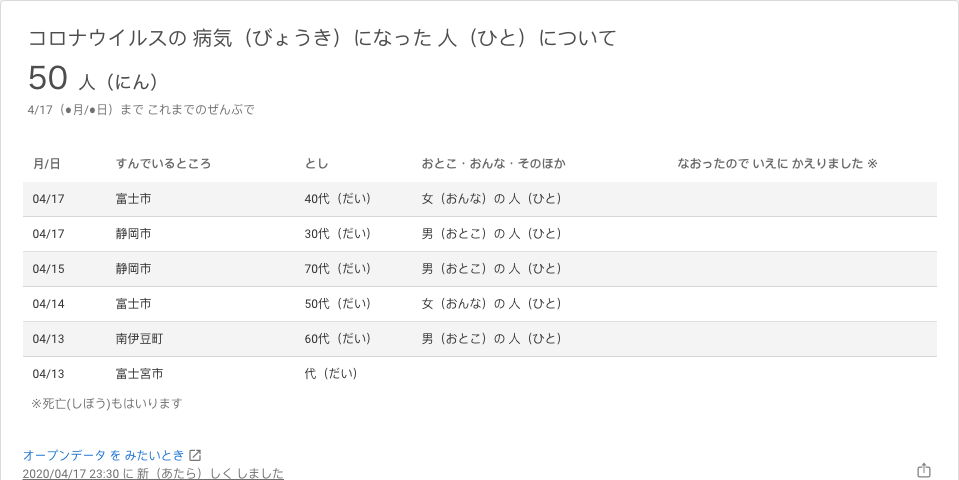 コロナウイルスの 病気（びょうき）になった 人（ひと）について
50 人（にん）
4/17（●月/●日）まで これまでのぜんぶで
月/日 すんでいるところ とし おとこ・おんな・そのほか なおったので いえに かえりました ※
04/17 富士市 40代（だい） 女（おんな）の 人（ひと）
04/17 静岡市 30代（だい） 男（おとこ）の 人（ひと）
04/15 静岡市 70代（だい） 男（おとこ）の 人（ひと）
04/14 富士市 50代（だい） 女（おんな）の 人（ひと）
04/13 南伊豆町 60代（だい） 男（おとこ）の 人（ひと）
04/13 富士宮市 代（だい）
※死亡(しぼう)もはいります
オープンデータ を みたいとき
2020/04/17 23:30 に 新（あたら）しく しました